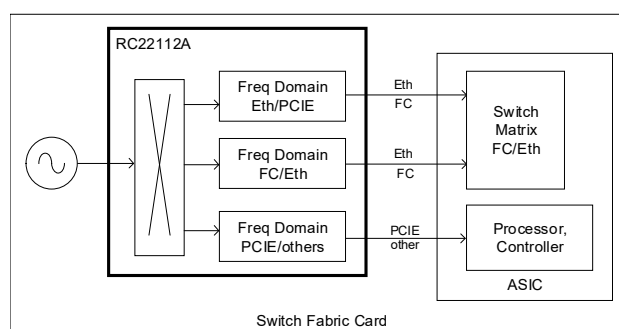 RC22112A
Freq Domain
Eth/PCIE
Eth
FC
Freq Domain
FC/Eth
Eth
FC
Freq Domain
PCIE/others
PCIE
other
Switch
Matrix
FC/Eth
Processor,
Controller
ASIC
Switch Fabric Card